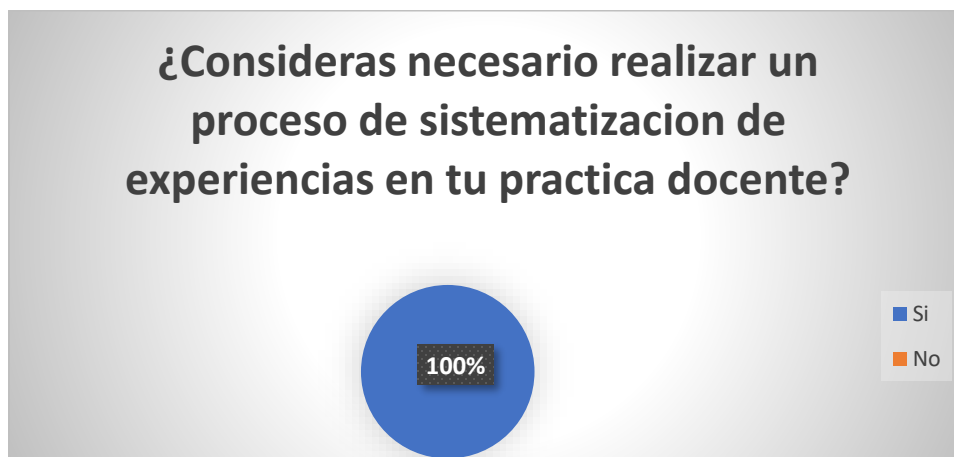 ¿Consideras necesario realizar un
proceso de sistematizacion de
experiencias en tu practica docente?
Si
100%
No